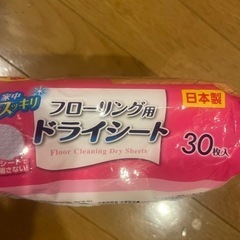 家中
スッキリ
日本製
フローリング用
ドライシート
Floor Cleaning Dry Sheets
30枚入